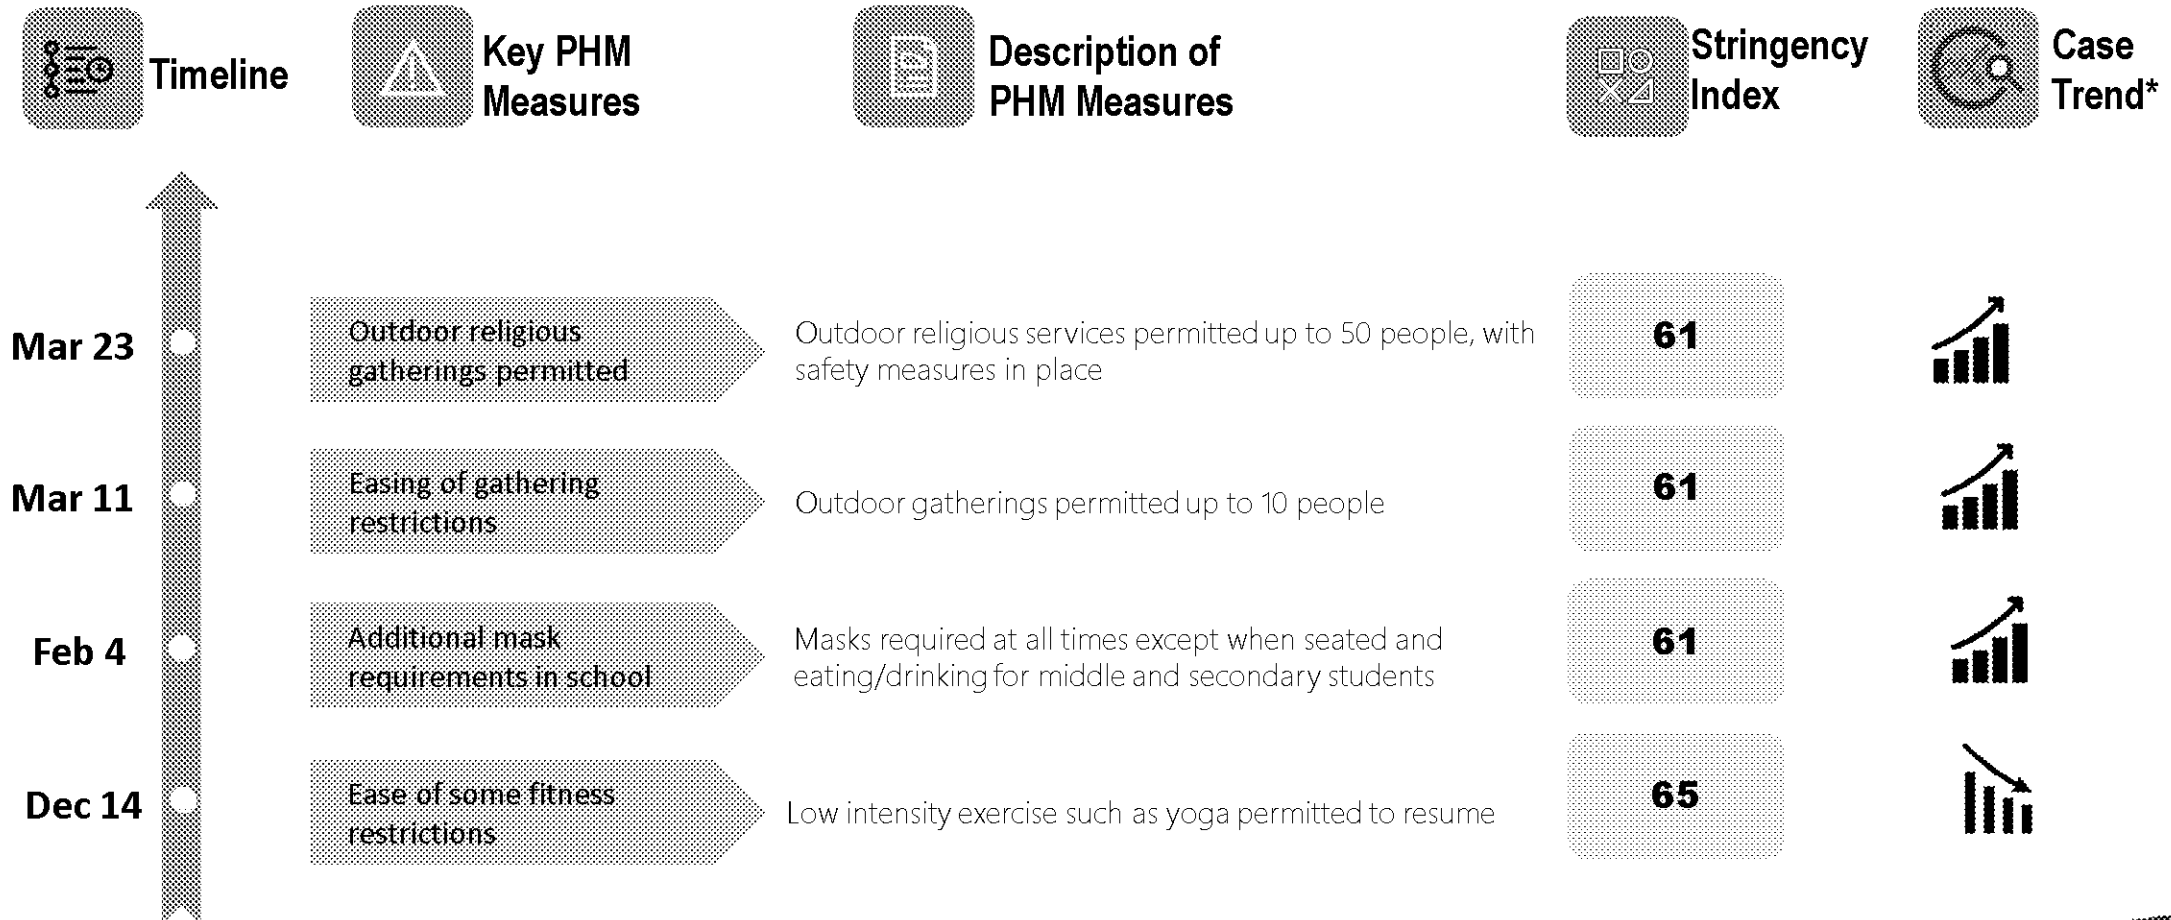 Timeline
Key PHM
Measures
Description of
PHM Measures
Stringency
Index
Case
Trend*
Mar 23
Outdoor religious
gatherings permitted
Outdoor religious services permitted up to 50 people, with
safety measures in place
61
Mar 11
Easing of gathering
restrictions
Outdoor gatherings permitted up to 10 people
61
Feb 4
Additional mask
requirements in school
Masks required at all times except when seated and
eating/drinking for middle and secondary students
61
Dec 14
Ease of some fitness
restrictions
Low intensity exercise such as yoga permitted to resume
65